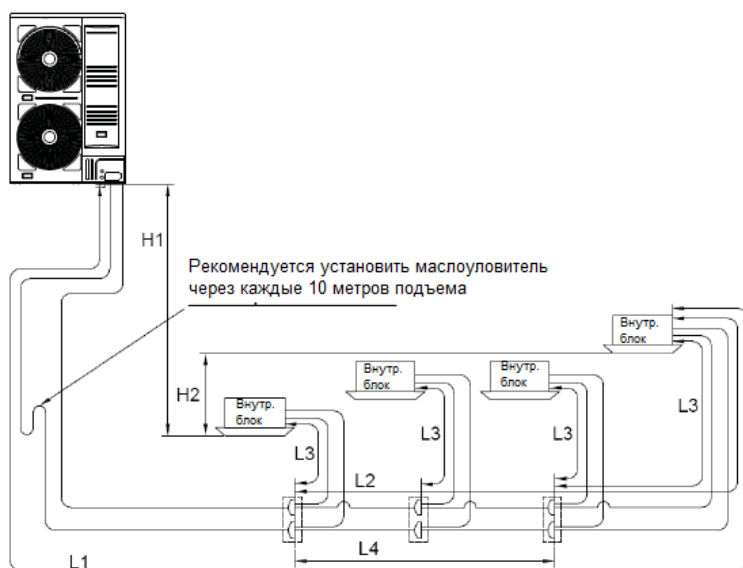 H1
Рекомендуется установить маслоуловитель
через каждые 10 метров подъема
Внутр.
блок
Внутр.
блок
Внутр.
блок
H2
Внутр.
блок
L3
L3
L3
L3
L2
L4
L1